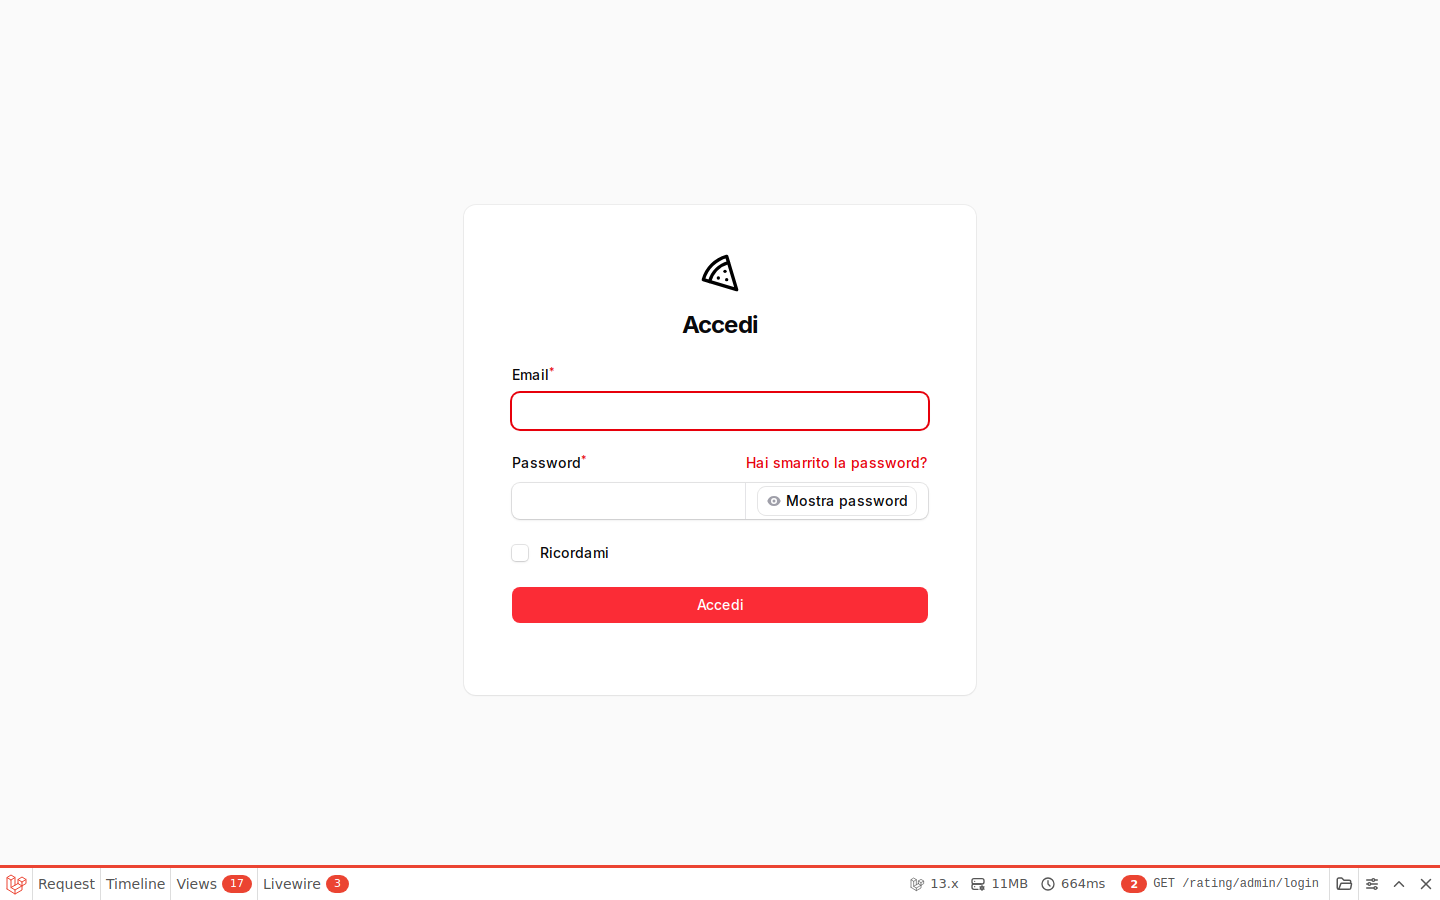 Accedi
Email*
Password* Hai smarrito la password?
Mostra password
Ricordami
Accedi
Request Timeline Views 17 Livewire 3 13.x 11MB 664ms 2 GET /rating/admin/login